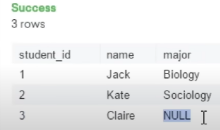 Success
3 rows
student_id name major
1 Jack Biology
2 Kate Sociology
3 Claire NULL